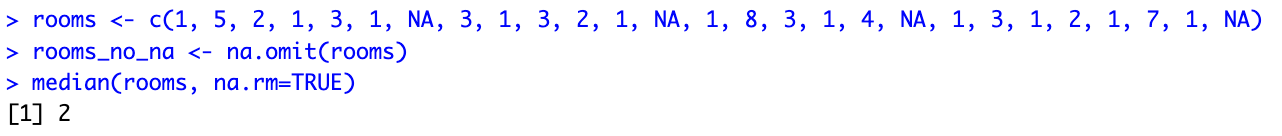 > rooms <- c(1, 5, 2, 1, 3, 1, NA, 3, 1, 3, 2, 1, NA, 1, 8, 3, 1, 4, NA, 1, 3, 1, 2, 1, 7, 1, NA)
> rooms_no_na <- na.omit(rooms)
> median(rooms, na.rm=TRUE)
[1] 2